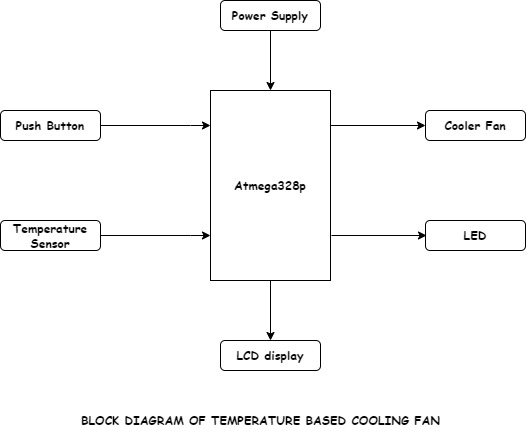 Power Supply
Push Button
Cooler Fan
Atmega328p
Temperature
Sensor
LED
LCD display
BLOCK DIAGRAM OF TEMPERATURE BASED COOLING FAN